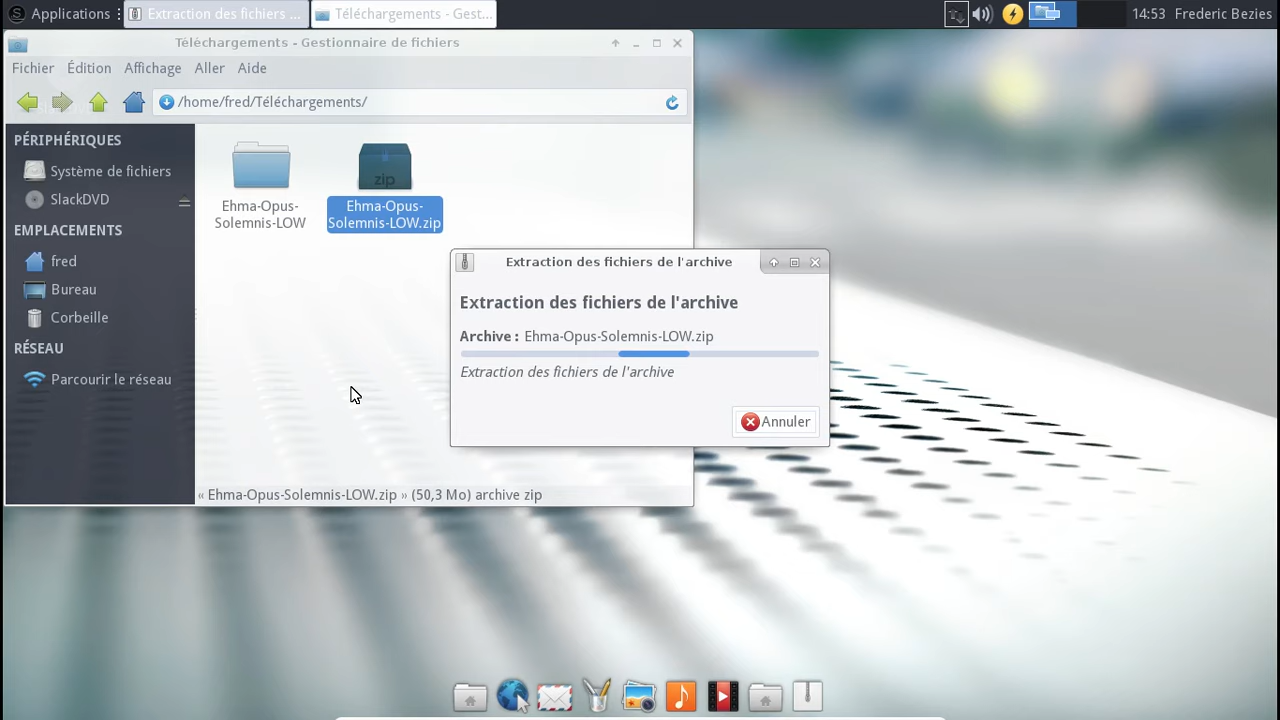 Applications
Extraction des fichiers ...
Téléchargements - Gest...
14:53
Frederic Bezies
Téléchargements - Gestionnaire de fichiers
Fichier Édition Affichage Aller Aide
/home/fred/Téléchargements/
PÉRIPHÉRIQUES
Système de fichiers
SlackDVD
EMPLACEMENTS
fred
Bureau
Corbeille
RÉSEAU
Parcourir le réseau
Ehma-Opus-
Solemnis-LOW
zip
Ehma-Opus-
Solemnis-LOW.zip
« Ehma-Opus-Solemnis-LOW.zip » (50,3 Mo) archive zip
Extraction des fichiers de l'archive
Extraction des fichiers de l'archive
Archive : Ehma-Opus-Solemnis-LOW.zip
Extraction des fichiers de l'archive
Annuler